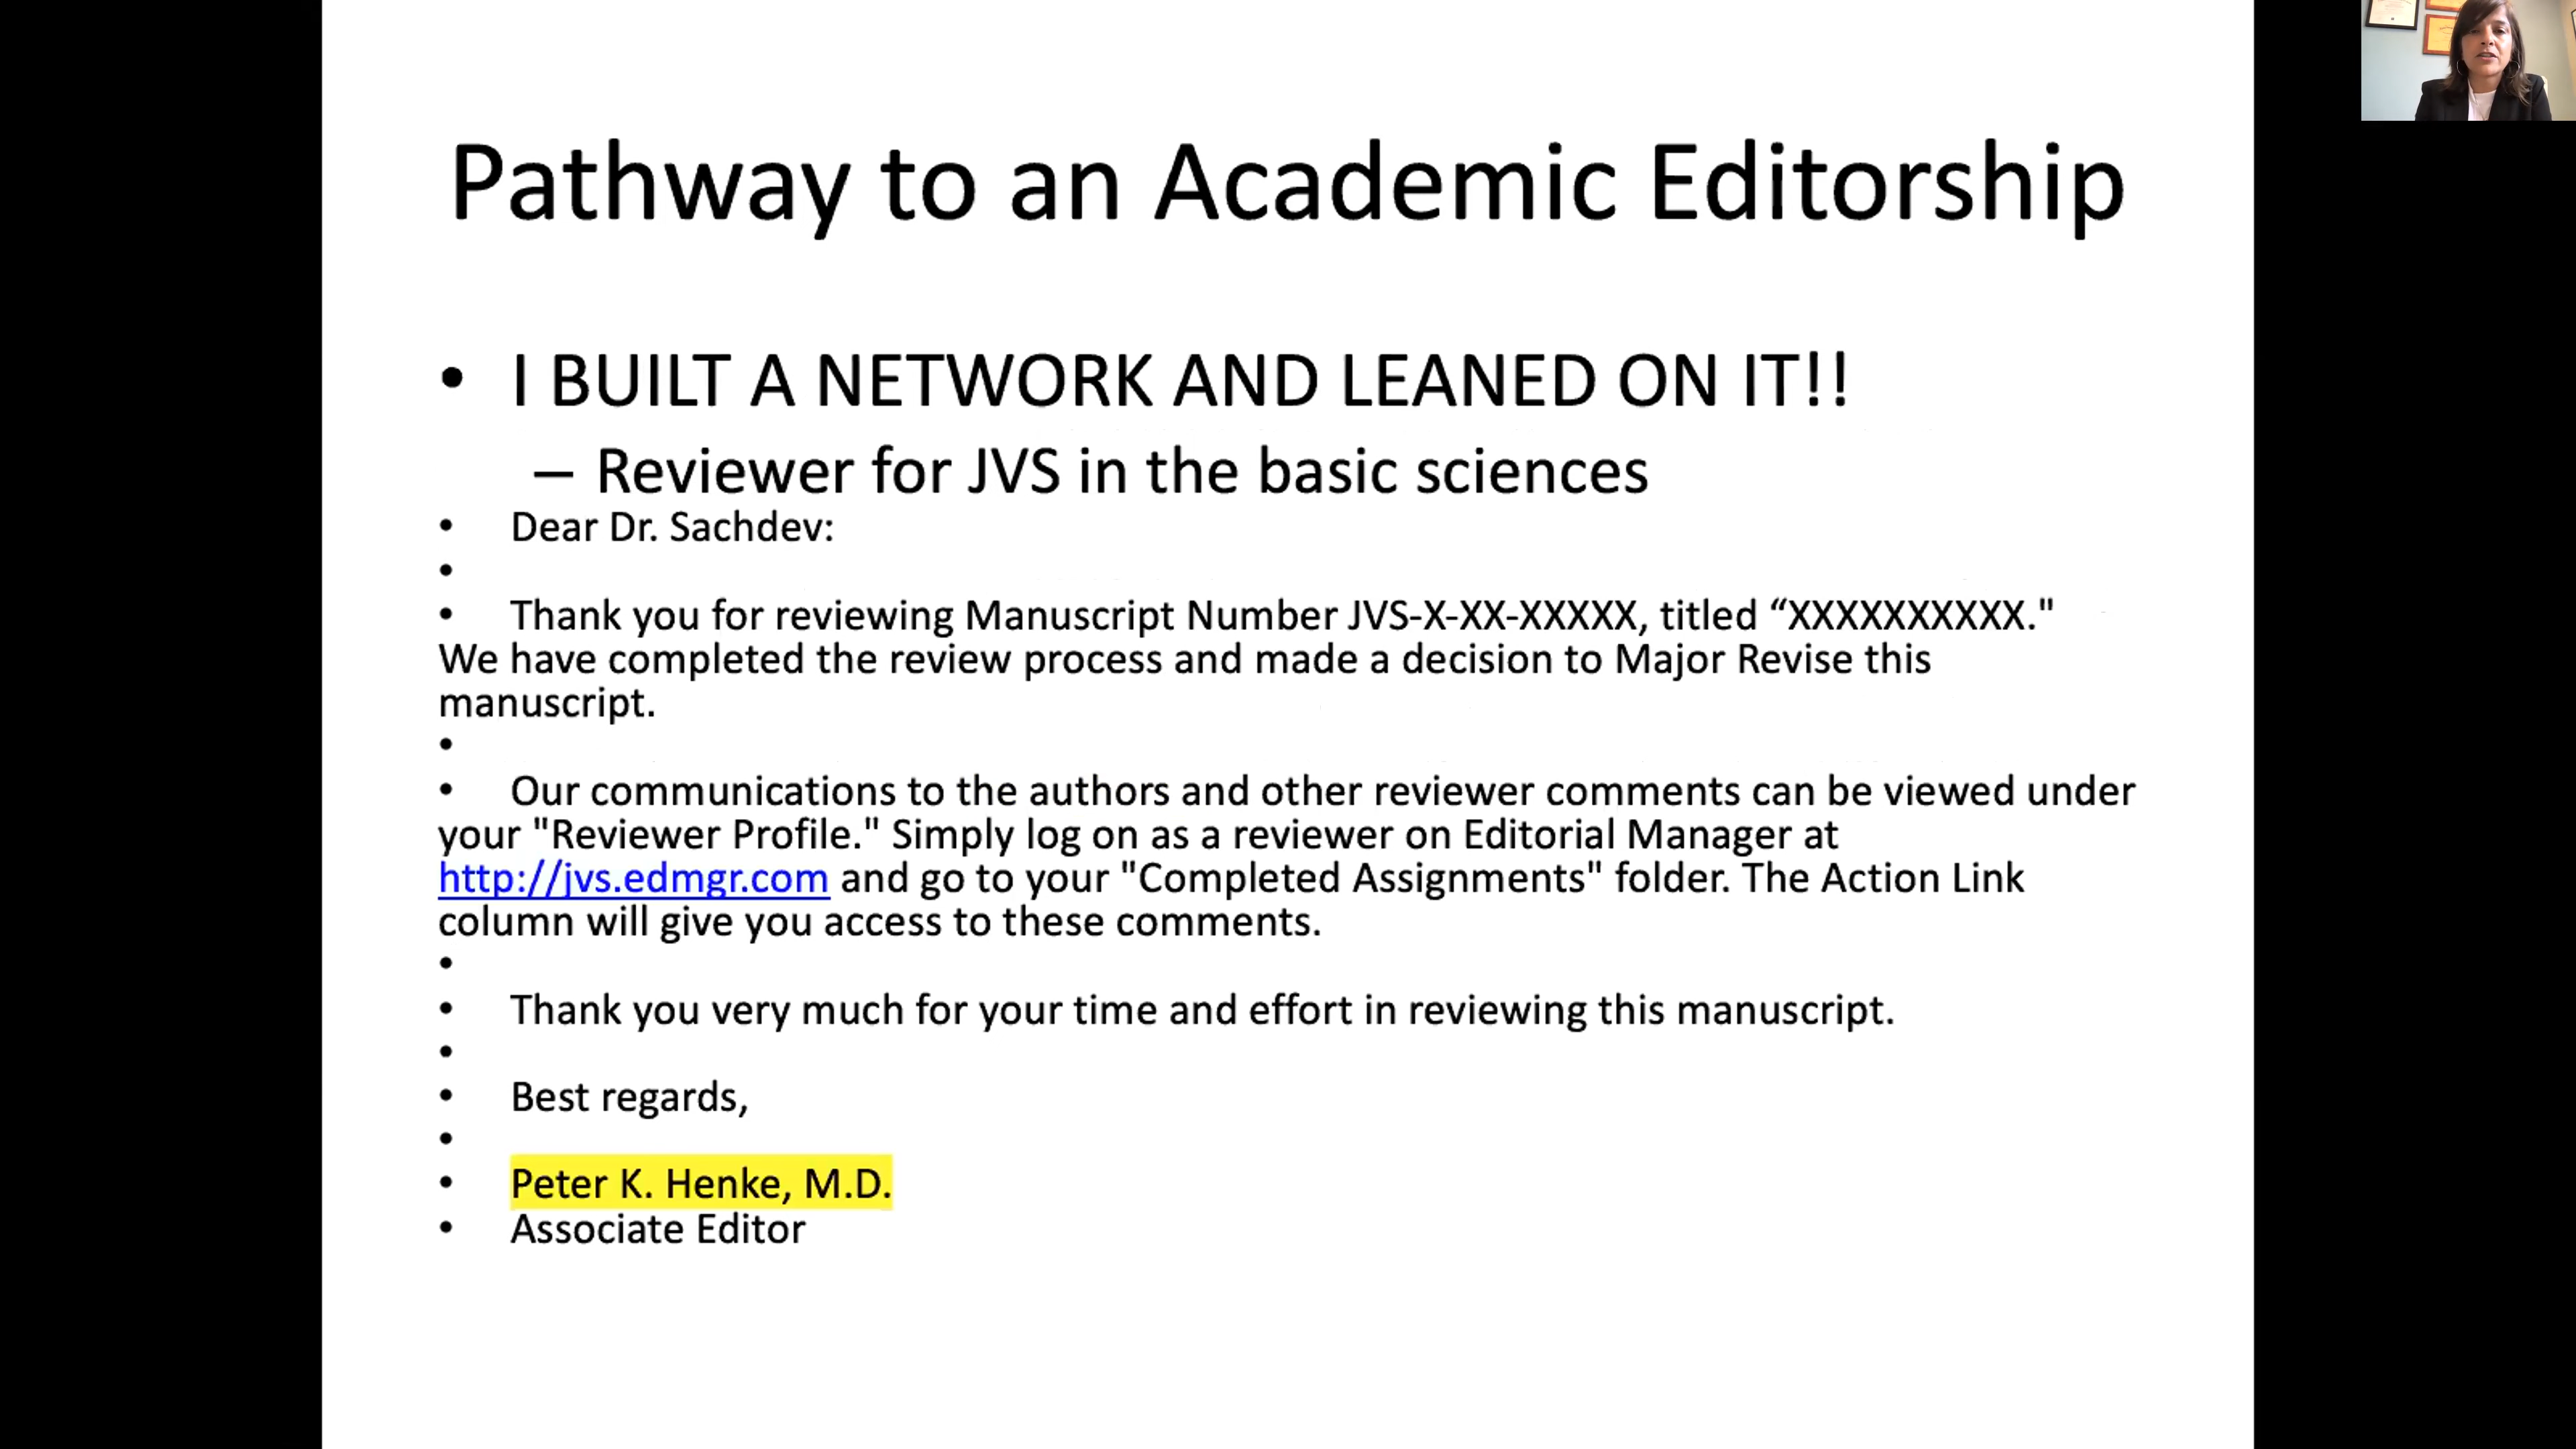 Pathway to an Academic Editorship
• I BUILT A NETWORK AND LEANED ON IT!!
– Reviewer for JVS in the basic sciences
• Dear Dr. Sachdev:
•
• Thank you for reviewing Manuscript Number JVS-X-XX-XXXXX, titled “XXXXXXXXXX."
We have completed the review process and made a decision to Major Revise this
manuscript.
•
• Our communications to the authors and other reviewer comments can be viewed under
your "Reviewer Profile." Simply log on as a reviewer on Editorial Manager at
http://jvs.edmgr.com and go to your "Completed Assignments" folder. The Action Link
column will give you access to these comments.
•
• Thank you very much for your time and effort in reviewing this manuscript.
•
• Best regards,
•
• Peter K. Henke, M.D.
• Associate Editor